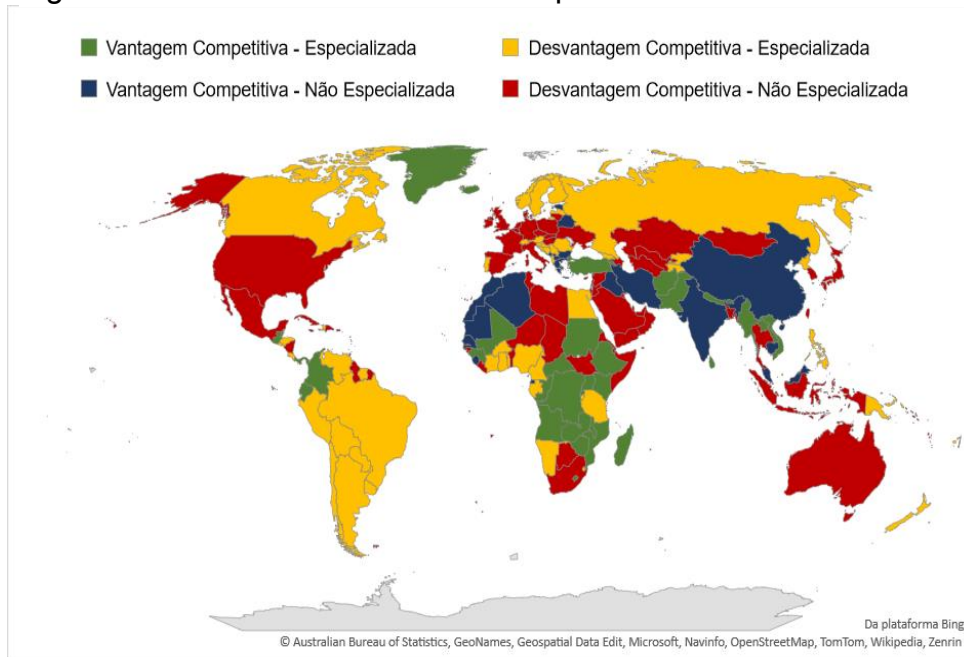 Vantagem Competitiva - Especializada
Desvantagem Competitiva - Especializada
Vantagem Competitiva - Não Especializada
Desvantagem Competitiva - Não Especializada
Da plataforma Bing
© Australian Bureau of Statistics, GeoNames, Geospatial Data Edit, Microsoft, Navinfo, OpenStreetMap, TomTom, Wikipedia, Zenrin